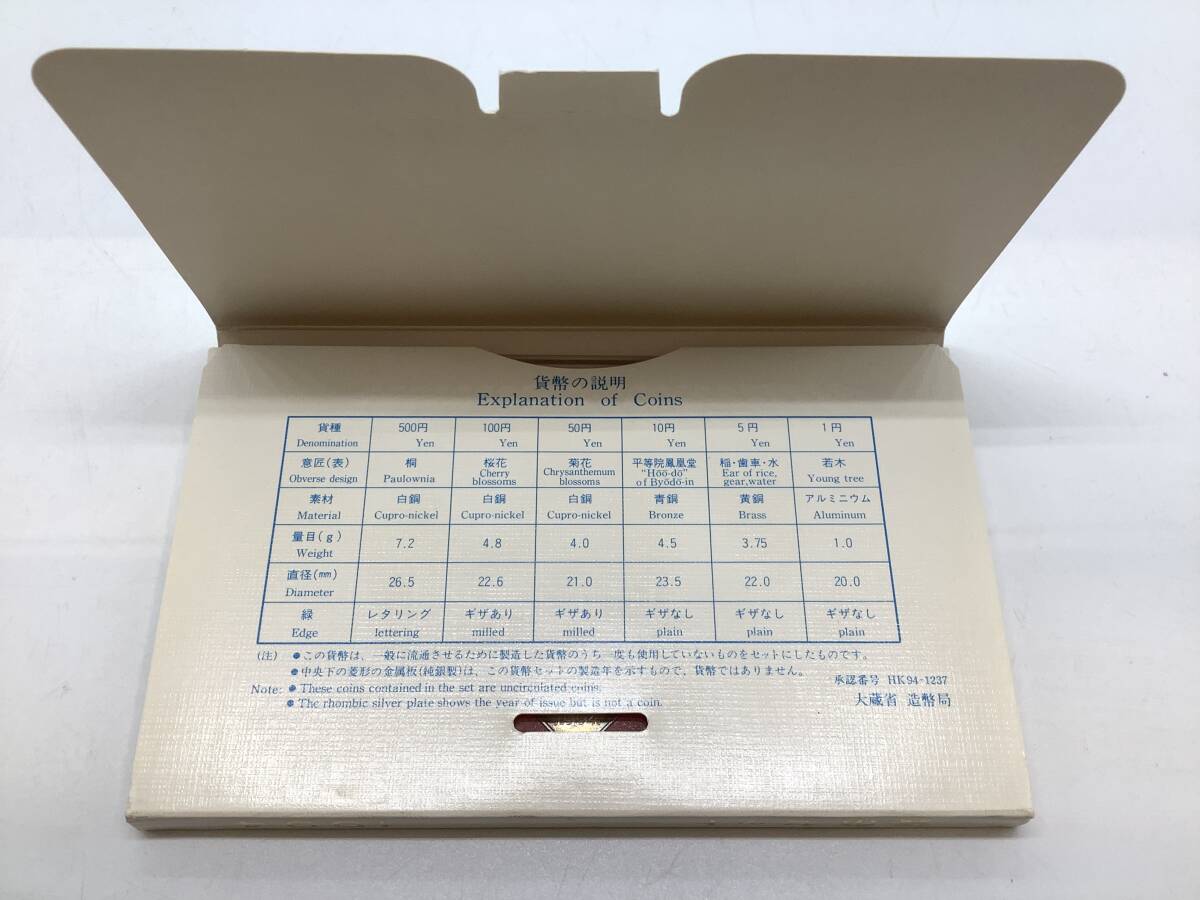 貨幣の説明
Explanation of Coins
貨種 500円 100円 50円 10円 5円 1円
Denomination Yen Yen Yen Yen Yen Yen
意匠(表) 桐 桜花 菊花 平等院鳳凰堂 稲・歯車・水 若木
Obverse design Paulownia Cherry blossoms Chrysanthemum blossoms "Hōō-dō" of Byōdō-in Ear of rice, gear,water Young tree
素材 白銅 白銅 白銅 青銅 黄銅 アルミニウム
Material Cupro-nickel Cupro-nickel Cupro-nickel Bronze Brass Aluminum
量目(g) 7.2 4.8 4.0 4.5 3.75 1.0
Weight
直径(㎜) 26.5 22.6 21.0 23.5 22.0 20.0
Diameter
縁 レタリング ギザあり ギザあり ギザなし ギザなし ギザなし
Edge lettering milled milled plain plain plain
(注) ●この貨幣は、一般に流通させるために製造した貨幣のうち一度も使用していないものをセットにしたものです。
●中央下の菱形の金属板(純銀製)は、この貨幣セットの製造年を示すもので、貨幣ではありません。
Note: ● These coins contained in the set are uncirculated coins.
● The rhombic silver plate shows the year of issue but is not a coin.
承認番号 HK94-1237
大蔵省 造幣局